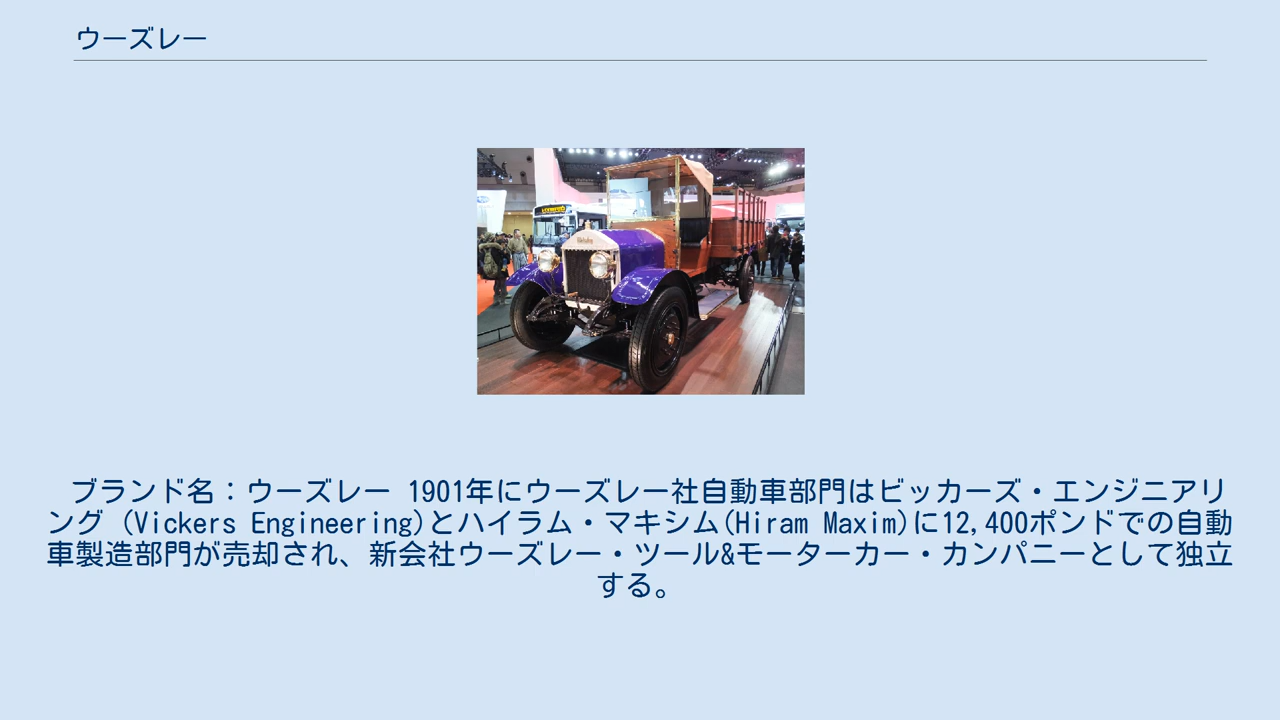 ウーズレー
ブランド名：ウーズレー 1901年にウーズレー社自動車部門はビッカーズ・エンジニアリ
ング (Vickers Engineering)とハイラム・マキシム(Hiram Maxim)に12,400ポンドでの自動
車製造部門が売却され、新会社ウーズレー・ツール&モーターカー・カンパニーとして独立
する。